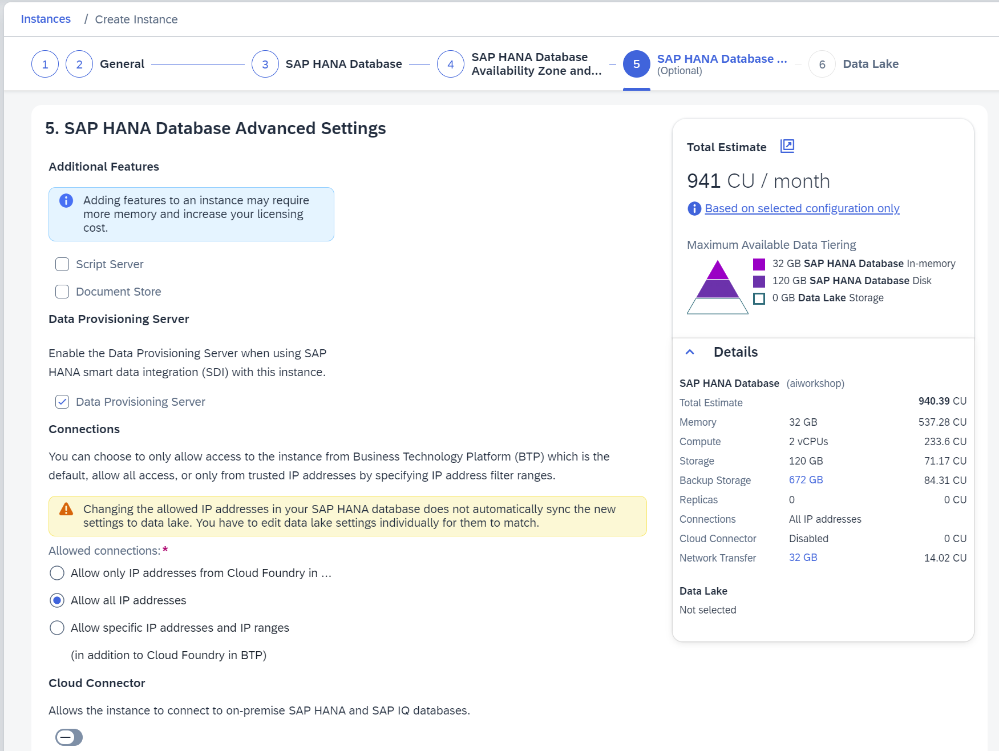 Instances / Create Instance
1 2 General 3 SAP HANA Database 4 SAP HANA Database Availability Zone and... 5 SAP HANA Database ... (Optional) 6 Data Lake
5. SAP HANA Database Advanced Settings
Additional Features
Adding features to an instance may require
more memory and increase your licensing
cost.
Script Server
Document Store
Data Provisioning Server
Enable the Data Provisioning Server when using SAP
HANA smart data integration (SDI) with this instance.
Data Provisioning Server
Connections
You can choose to only allow access to the instance from Business Technology Platform (BTP) which is the
default, allow all access, or only from trusted IP addresses by specifying IP address filter ranges.
Changing the allowed IP addresses in your SAP HANA database does not automatically sync the new
settings to data lake. You have to edit data lake settings individually for them to match.
Allowed connections:*
Allow only IP addresses from Cloud Foundry in ...
Allow all IP addresses
Allow specific IP addresses and IP ranges
(in addition to Cloud Foundry in BTP)
Cloud Connector
Allows the instance to connect to on-premise SAP HANA and SAP IQ databases.
Total Estimate
941 CU / month
Based on selected configuration only
Maximum Available Data Tiering
32 GB SAP HANA Database In-memory
120 GB SAP HANA Database Disk
0 GB Data Lake Storage
Details
SAP HANA Database (aiworkshop)
Total Estimate 940.39 CU
Memory 32 GB 537.28 CU
Compute 2 vCPUs 233.6 CU
Storage 120 GB 71.17 CU
Backup Storage 672 GB 84.31 CU
Replicas 0 0 CU
Connections All IP addresses
Cloud Connector Disabled 0 CU
Network Transfer 32 GB 14.02 CU
Data Lake
Not selected